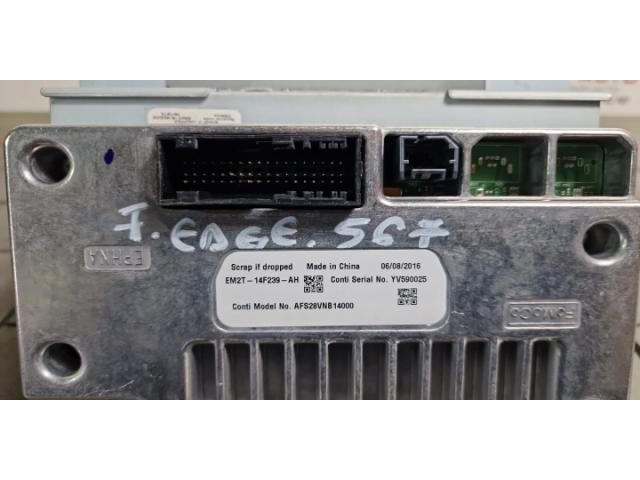 F. EDGE. 567
Scrap if dropped Made in China 06/08/2016
EM2T-14F239-AH Conti Serial No. YV590025
Conti Model No. AFS28VNB14000